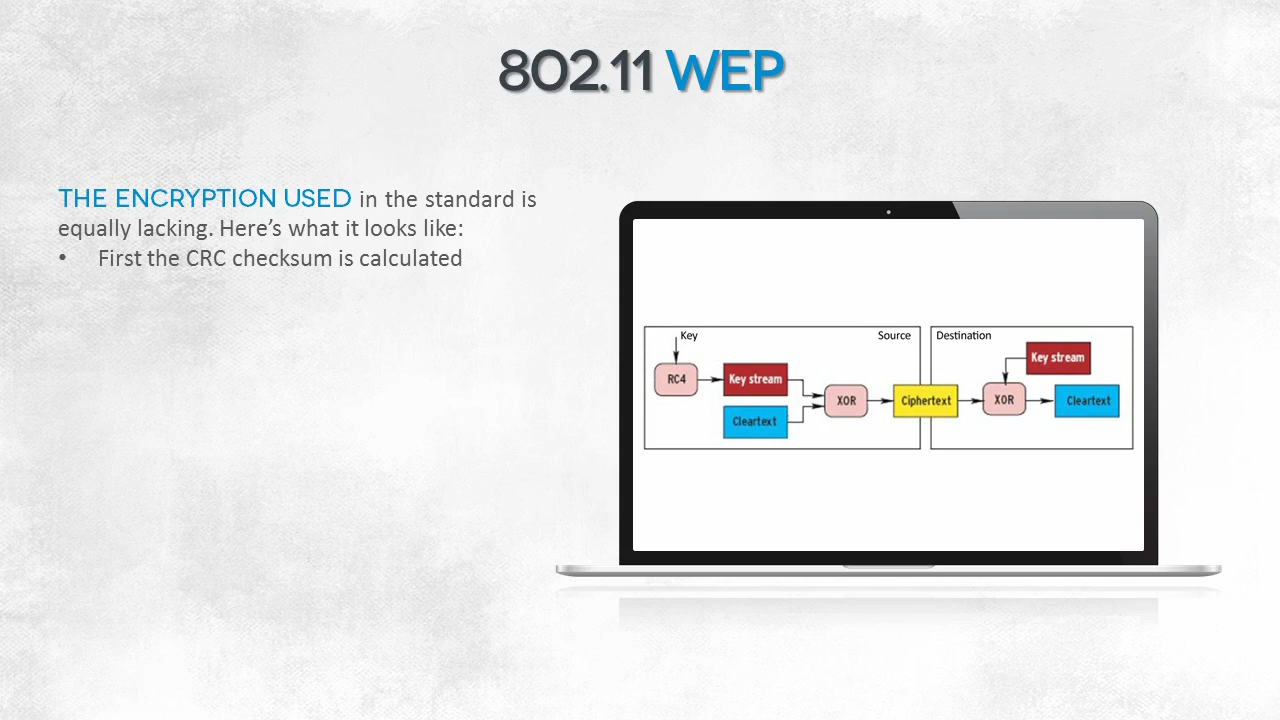 802.11 WEP
THE ENCRYPTION USED in the standard is
equally lacking. Here’s what it looks like:
• First the CRC checksum is calculated
Key
Source
Destination
RC4
Key stream
Cleartext
XOR
Ciphertext
Key stream
XOR
Cleartext